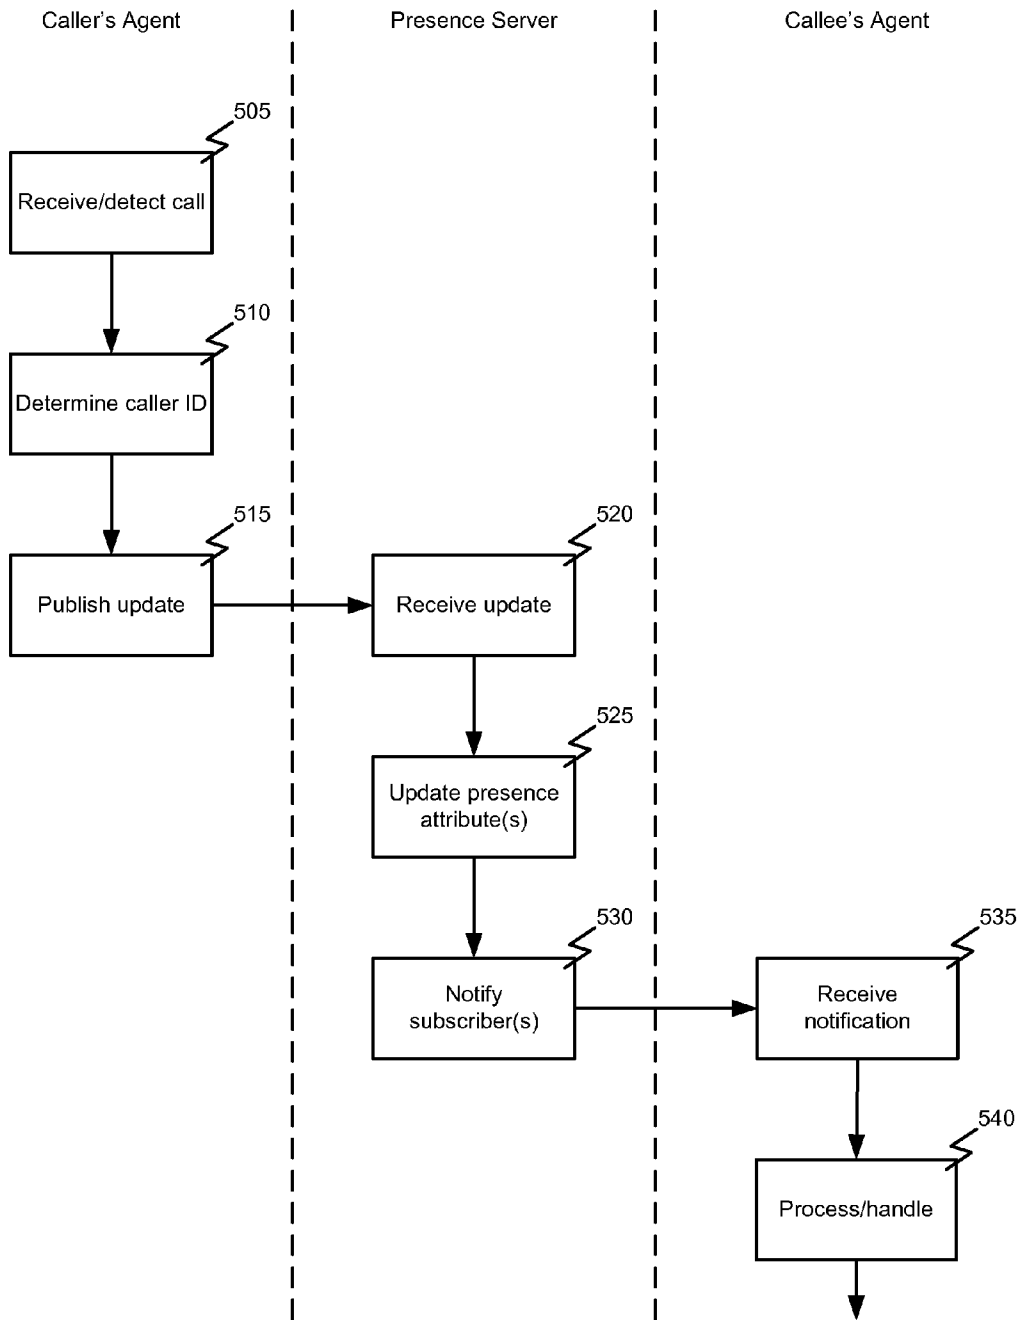 Caller's Agent
Presence Server
Callee's Agent
505
Receive/detect call
510
Determine caller ID
515
Publish update
520
Receive update
525
Update presence
attribute(s)
530
Notify
subscriber(s)
535
Receive
notification
540
Process/handle